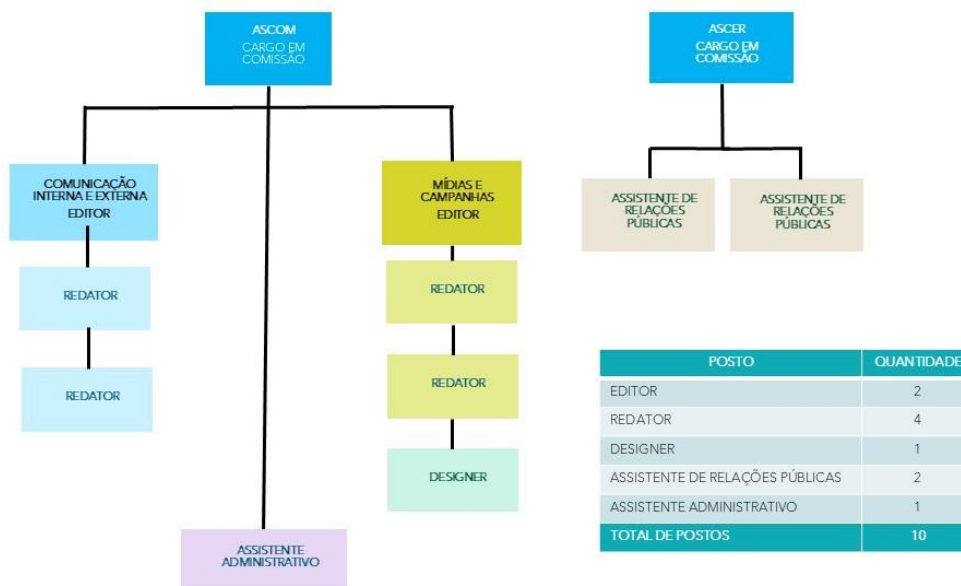 ASCOM
CARGO EM
COMISSÃO
ASCER
CARGO EM
COMISSÃO
COMUNICAÇÃO
INTERNA E EXTERNA
EDITOR
MÍDIAS E
CAMPANHAS
EDITOR
ASSISTENTE DE
RELAÇÕES
PÚBLICAS
ASSISTENTE DE
RELAÇÕES
PÚBLICAS
REDATOR
REDATOR
REDATOR
REDATOR
DESIGNER
ASSISTENTE
ADMINISTRATIVO
POSTO QUANTIDADE
EDITOR 2
REDATOR 4
DESIGNER 1
ASSISTENTE DE RELAÇÕES PÚBLICAS 2
ASSISTENTE ADMINISTRATIVO 1
TOTAL DE POSTOS 10